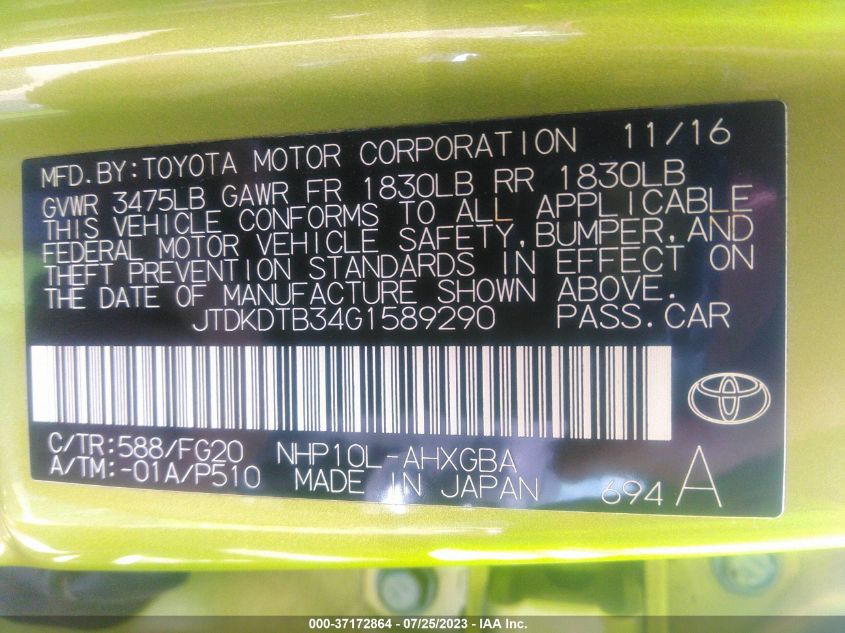 MFD.BY:TOYOTA MOTOR CORPORATION 11/16
GVWR 3475LB GAWR FR 1830LB RR 1830LB
THIS VEHICLE CONFORMS TO ALL APPLICABLE
FEDERAL MOTOR VEHICLE SAFETY,BUMPER,AND
THEFT PREVENTION STANDARDS IN EFFECT ON
THE DATE OF MANUFACTURE SHOWN ABOVE.
JTDKDTB34G1589290 PASS.CAR
C/TR:588/FG20 NHP10L-AHXGBA
A/TM:-01A/P510 MADE IN JAPAN 694 A
000-37172864 - 07/25/2023 - IAA Inc.